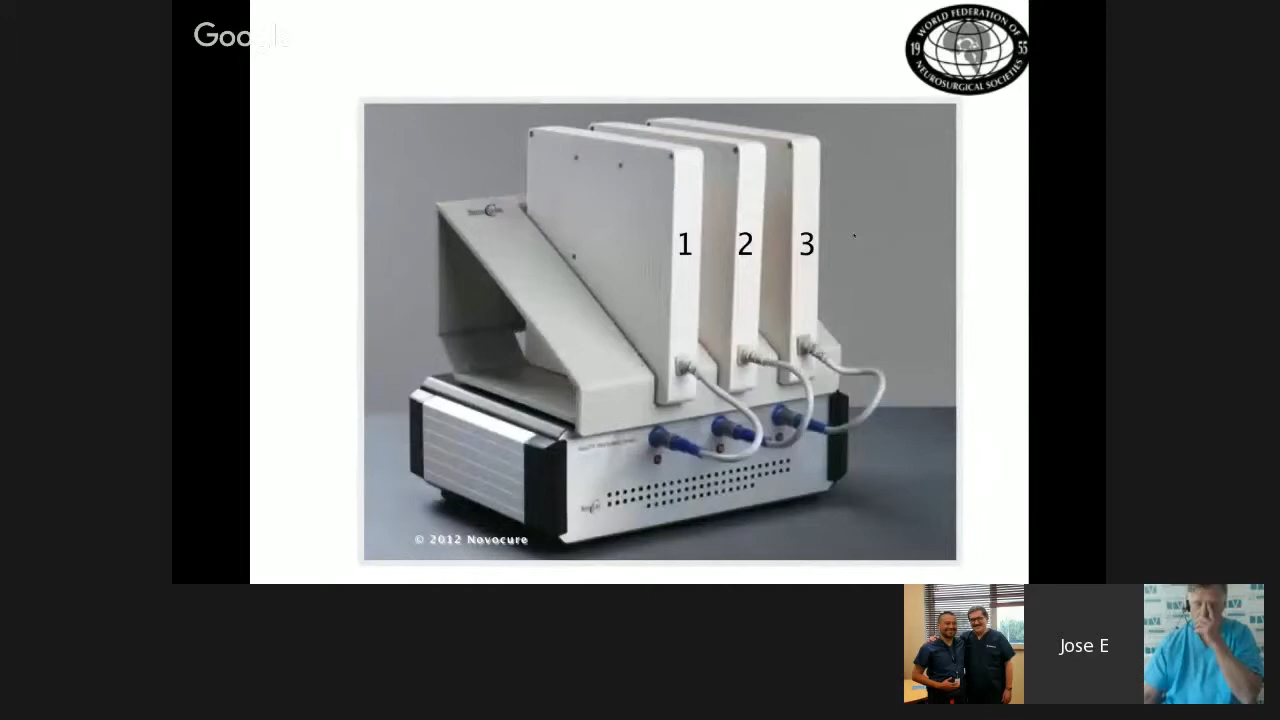 Google
WORLD FEDERATION OF
19 55
NEUROSURGICAL SOCIETIES
1 2 3
© 2012 Novocure
Jose E